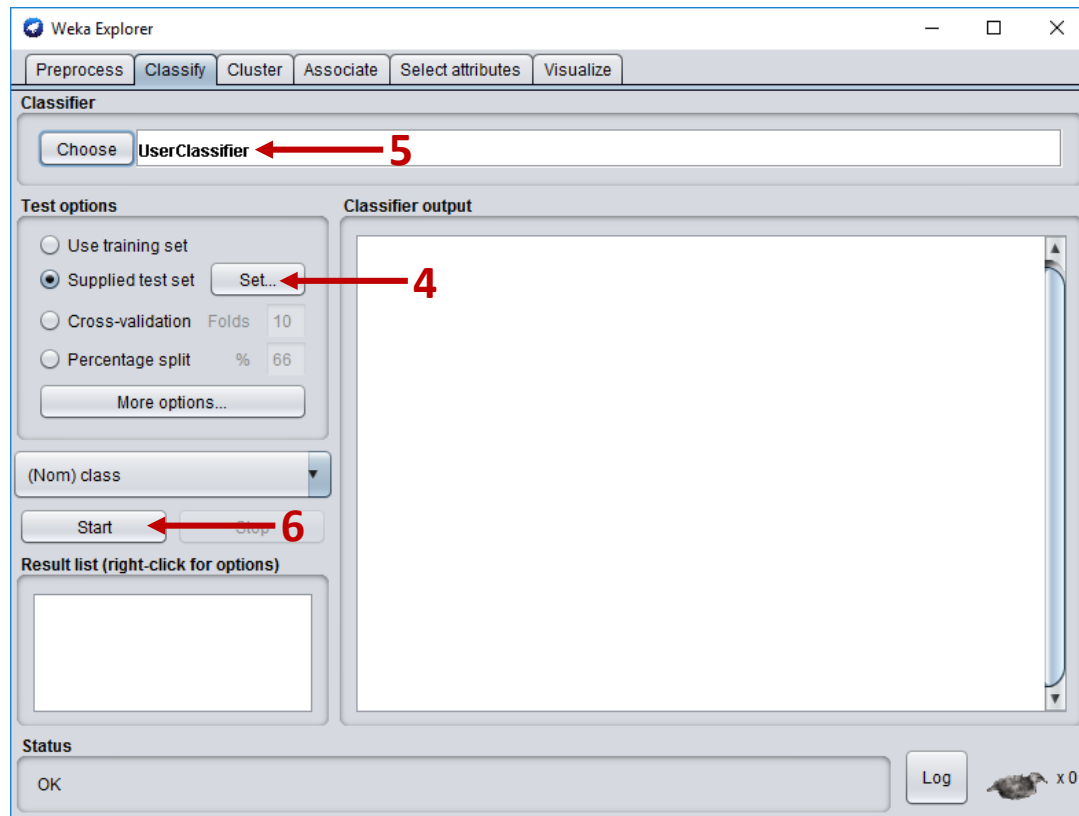 Weka Explorer
Preprocess Classify Cluster Associate Select attributes Visualize
Classifier
Choose UserClassifier 5
Test options
Use training set
Supplied test set Set... 4
Cross-validation Folds 10
Percentage split % 66
More options...
(Nom) class
Start Stop 6
Result list (right-click for options)
Classifier output
Status
OK
Log x 0